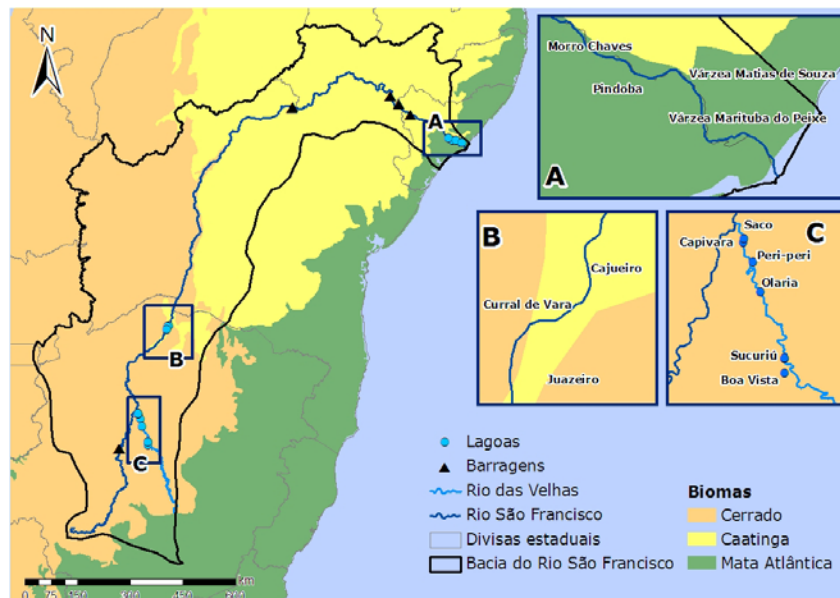 N
A
B
C
0 75 150 300 450 600
km
Morro Chaves
Várzea Matias de Souza
Pindoba
Várzea Marituba do Peixe
A
B
Cajueiro
Curral de Vara
Juazeiro
C
Saco
Capivara
Peri-peri
Olaria
Sucuriú
Boa Vista
Lagoas
Barragens
Rio das Velhas
Rio São Francisco
Divisas estaduais
Bacia do Rio São Francisco
Biomas
Cerrado
Caatinga
Mata Atlântica